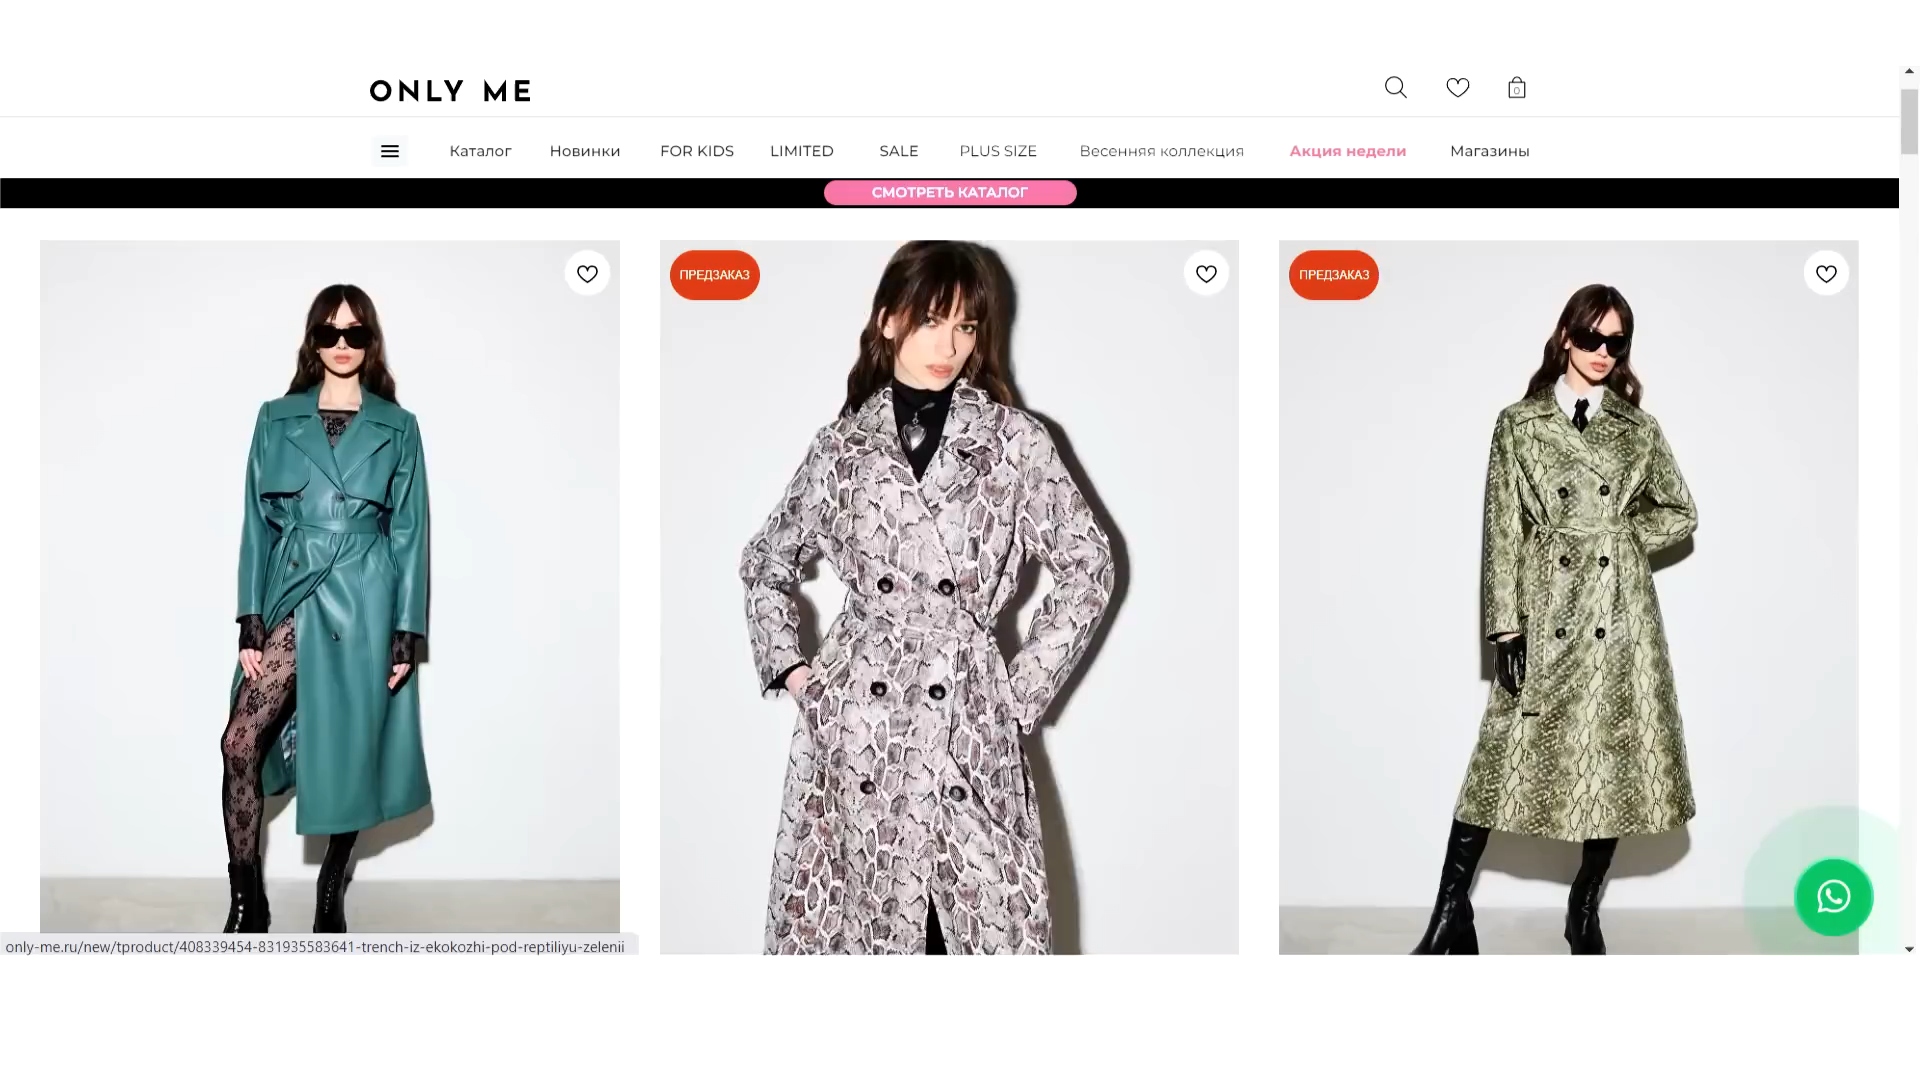 ONLY ME
0
Каталог
Новинки
FOR KIDS
LIMITED
SALE
PLUS SIZE
Весенняя коллекция
Акция недели
Магазины
СМОТРЕТЬ КАТАЛОГ
ПРЕДЗАКАЗ
ПРЕДЗАКАЗ
only-me.ru/new/tproduct/408339454-831935583641-trench-iz-ekokozhi-pod-reptiliyu-zelenii